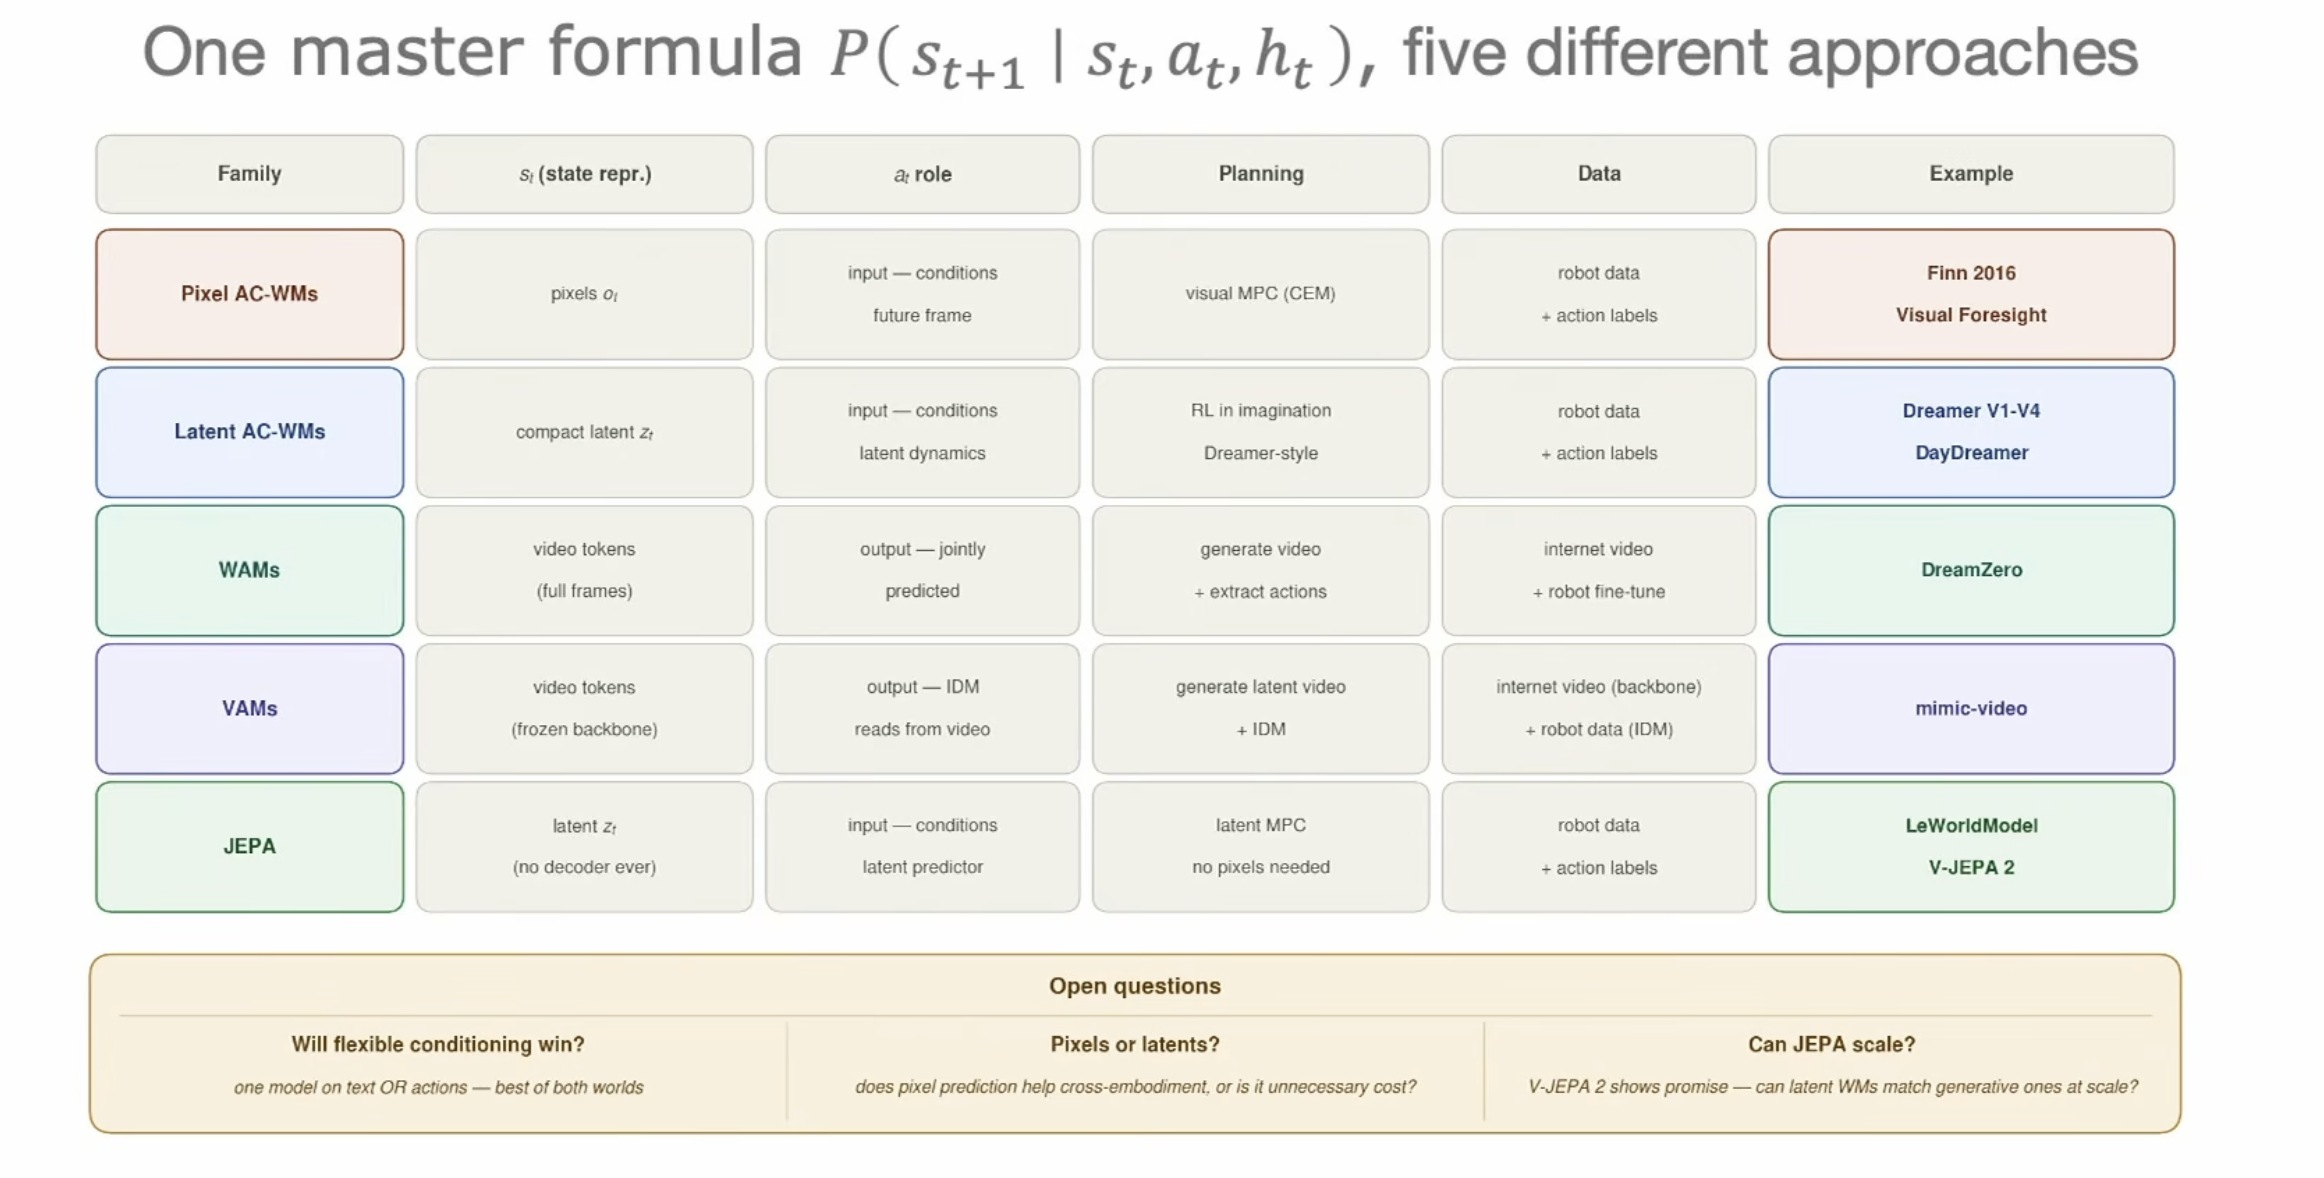 One master formula P( s_{t+1} | s_t, a_t, h_t ), five different approaches
Family
s_t (state repr.)
a_t role
Planning
Data
Example
Pixel AC-WMs
pixels o_t
input — conditions
future frame
visual MPC (CEM)
robot data
+ action labels
Finn 2016
Visual Foresight
Latent AC-WMs
compact latent z_t
input — conditions
latent dynamics
RL in imagination
Dreamer-style
robot data
+ action labels
Dreamer V1-V4
DayDreamer
WAMs
video tokens
(full frames)
output — jointly
predicted
generate video
+ extract actions
internet video
+ robot fine-tune
DreamZero
VAMs
video tokens
(frozen backbone)
output — IDM
reads from video
generate latent video
+ IDM
internet video (backbone)
+ robot data (IDM)
mimic-video
JEPA
latent z_t
(no decoder ever)
input — conditions
latent predictor
latent MPC
no pixels needed
robot data
+ action labels
LeWorldModel
V-JEPA 2
Open questions
Will flexible conditioning win?
one model on text OR actions — best of both worlds
Pixels or latents?
does pixel prediction help cross-embodiment, or is it unnecessary cost?
Can JEPA scale?
V-JEPA 2 shows promise — can latent WMs match generative ones at scale?